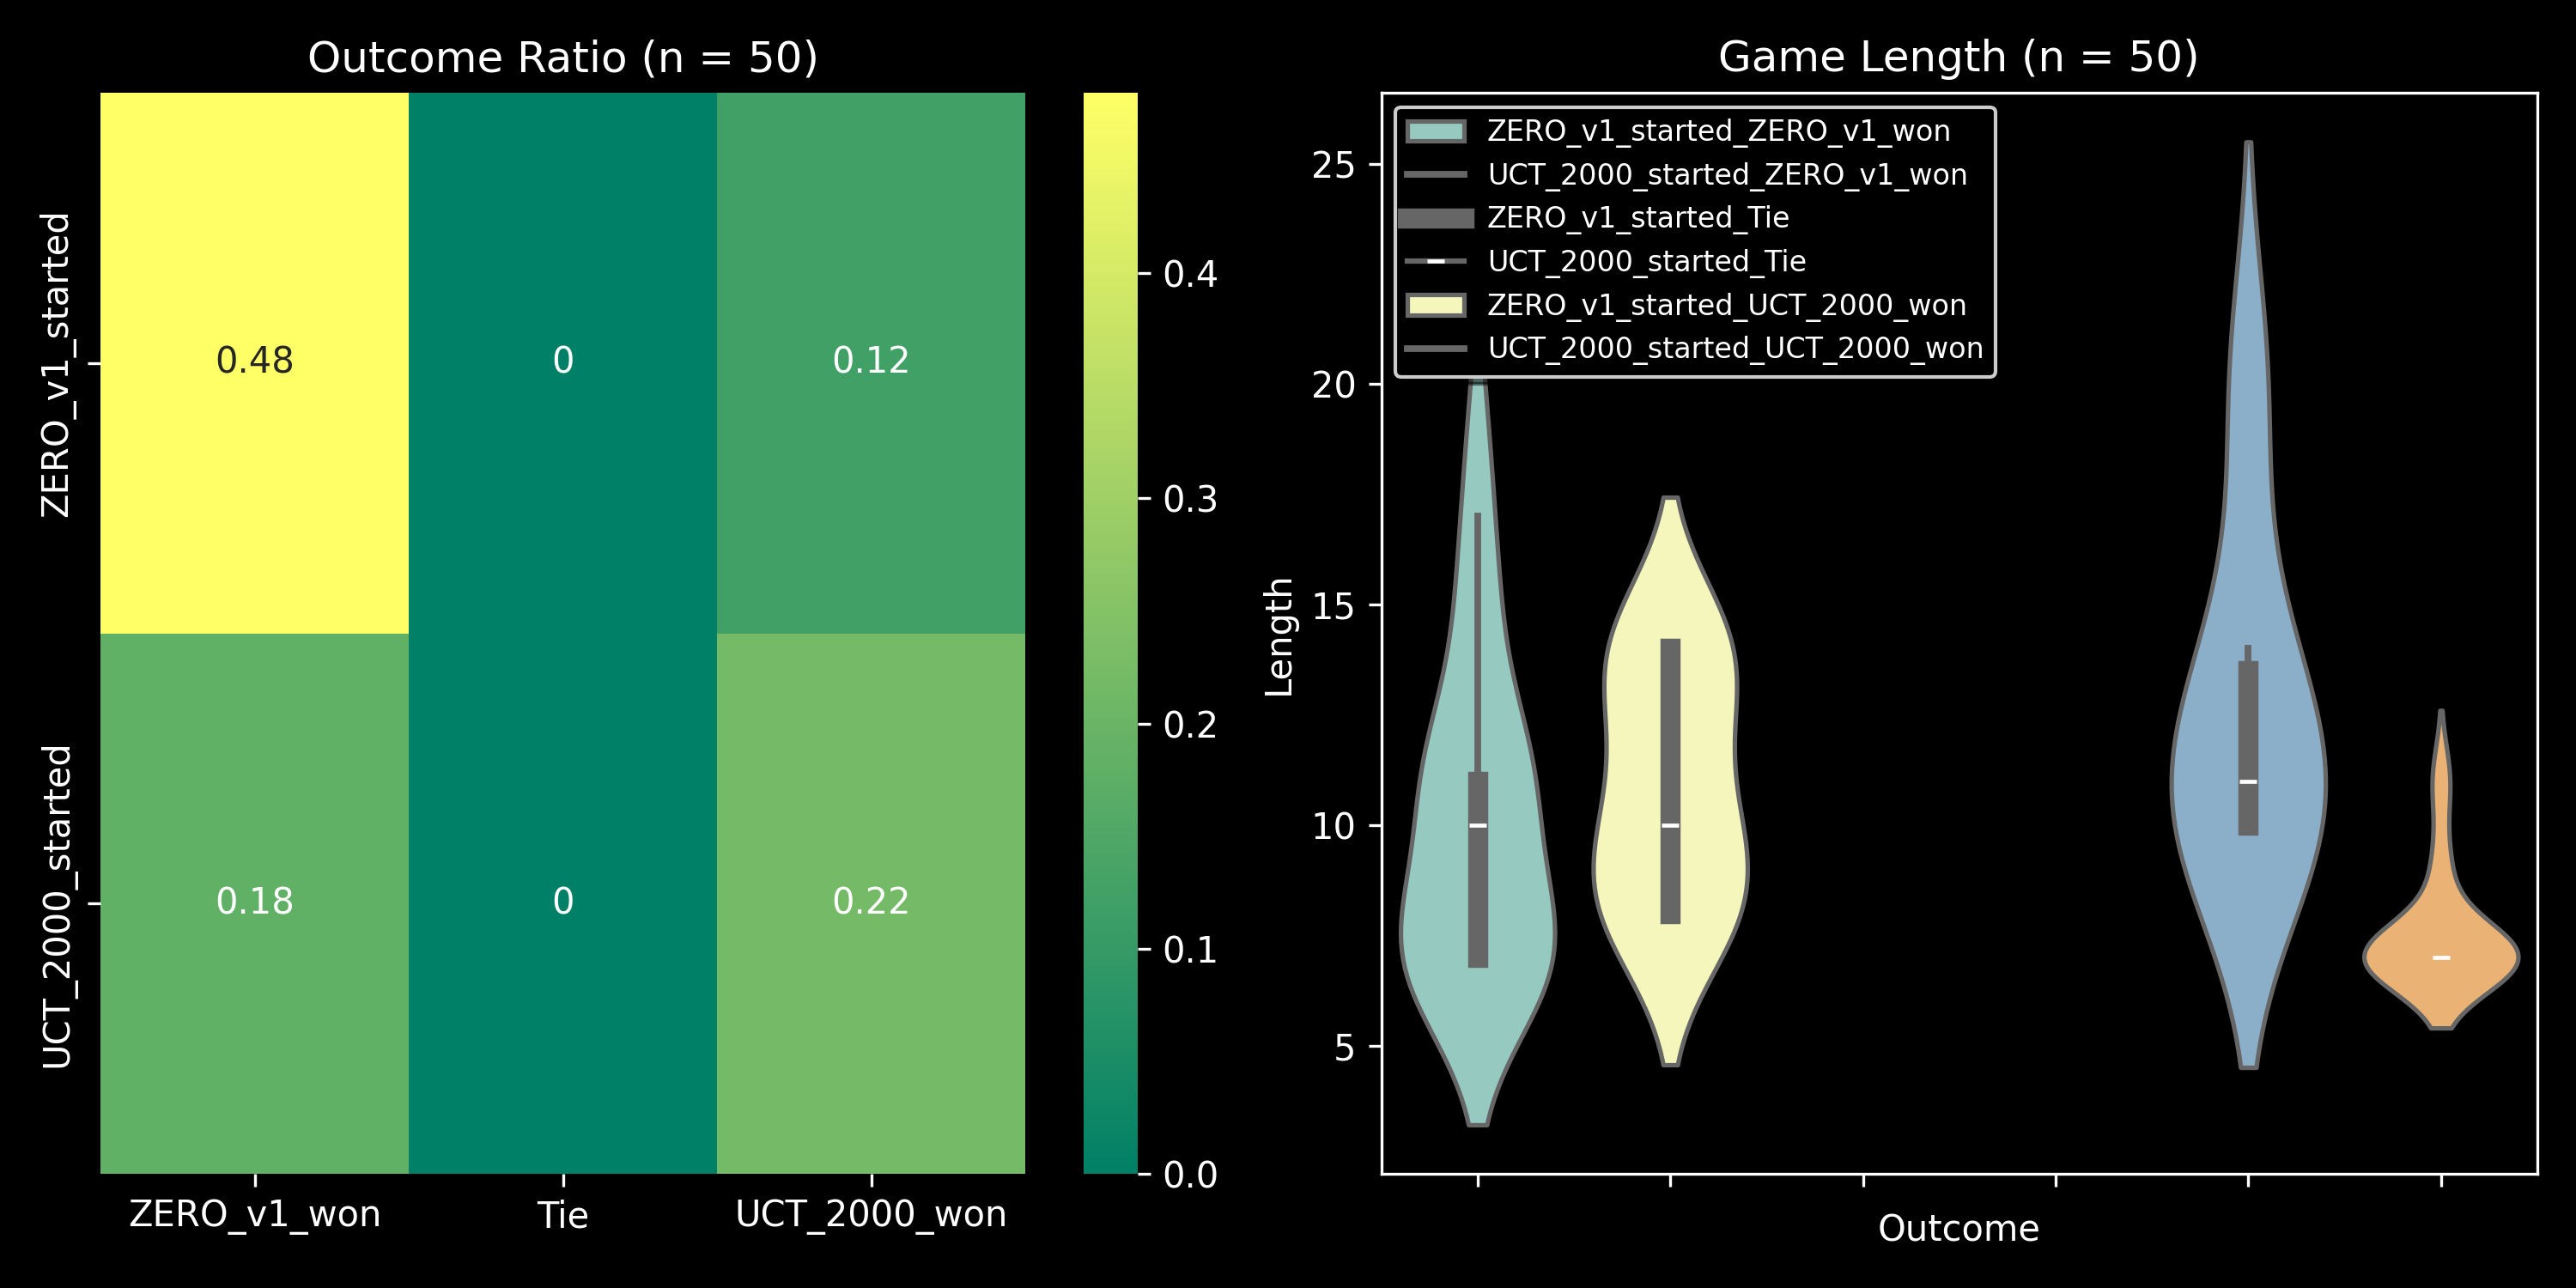 Outcome Ratio (n = 50)
ZERO_v1_started
UCT_2000_started
0.48
0
0.12
0.18
0
0.22
ZERO_v1_won
Tie
UCT_2000_won
0.4
0.3
0.2
0.1
0.0
Game Length (n = 50)
ZERO_v1_started_ZERO_v1_won
UCT_2000_started_ZERO_v1_won
ZERO_v1_started_Tie
UCT_2000_started_Tie
ZERO_v1_started_UCT_2000_won
UCT_2000_started_UCT_2000_won
Length
25
20
15
10
5
Outcome